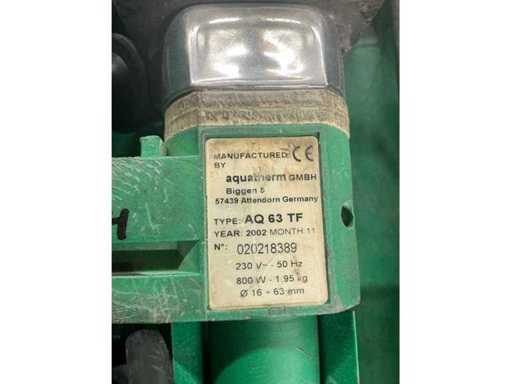 MANUFACTURED BY CE
aquatherm GMBH
Biggen 5
57439 Attendorn Germany
TYPE: AQ 63 TF
YEAR: 2002 MONTH 11
N°: 020218389
230 V~ - 50 Hz
800 W - 1.95 kg
Ø 16 - 63 mm